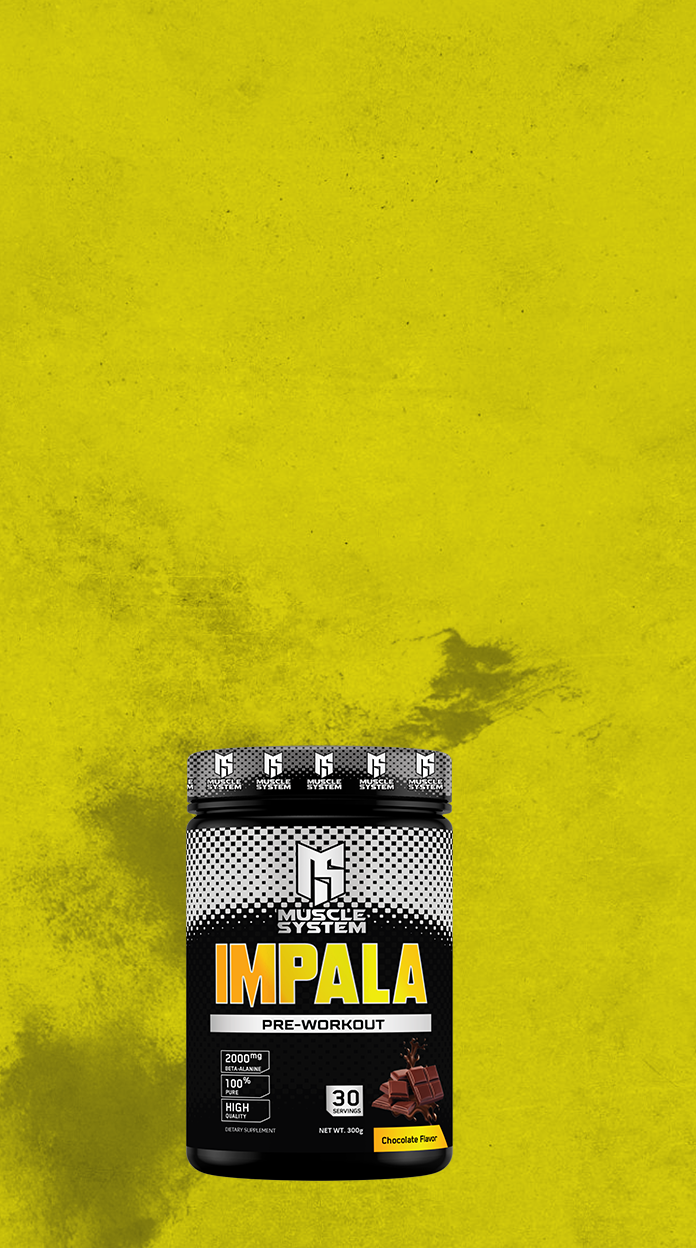 MUSCLE SYSTEM MUSCLE SYSTEM MUSCLE SYSTEM MUSCLE SYSTEM MUSCLE SYSTEM
MUSCLE
SYSTEM
IMPALA
PRE-WORKOUT
2000mg
BETA-ALANINE
100%
PURE
HIGH
QUALITY
30
SERVINGS
DIETARY SUPPLEMENT
NET WT. 300g
Chocolate Flavor